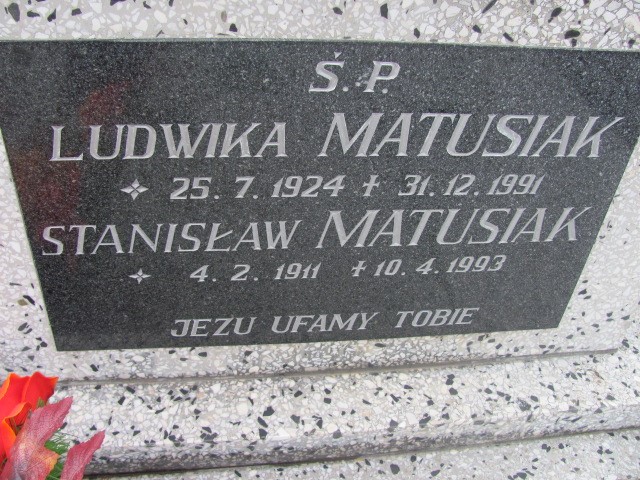 Ś.P.
LUDWIKA MATUSIAK
25.7.1924 ✝ 31.12.1991
STANISŁAW MATUSIAK
4.2.1911 ✝ 10.4.1993
JEZU UFAMY TOBIE